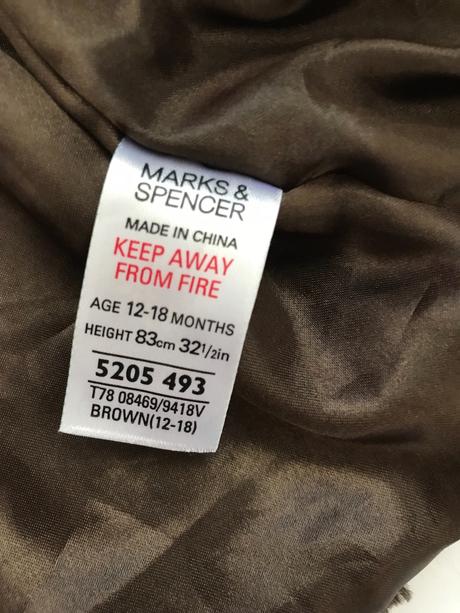 MARKS &
SPENCER
MADE IN CHINA
KEEP AWAY
FROM FIRE
AGE 12-18 MONTHS
HEIGHT 83cm 321/2in
5205 493
T78 08469/9418V
BROWN(12-18)